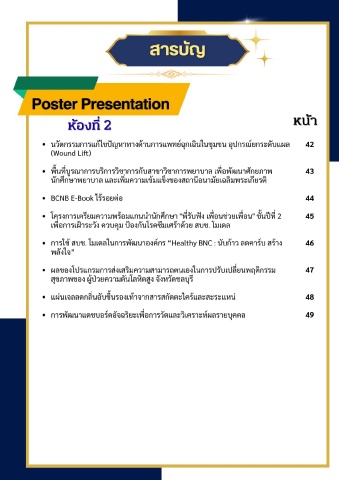 สารบัญ
Poster Presentation
ห้องที่ 2
หน้า
• นวัตกรรมการแก้ไขปัญหาทางด้านการแพทย์ฉุกเฉินในชุมชน อุปกรณ์ยกระดับแผล 42
(Wound Lift)
• พื้นที่บูรณาการบริการวิชาการกับสาขาวิชาการพยาบาล เพื่อพัฒนาศักยภาพ 43
นักศึกษาพยาบาล และเพิ่มความเข้มแข็งของสถานีอนามัยเฉลิมพระเกียรติ
• BCNB E-Book ไร้รอยต่อ 44
• โครงการเตรียมความพร้อมแกนนำนักศึกษา "พี่รับฟัง เพื่อนช่วยเพื่อน" ชั้นปีที่ 2 45
เพื่อการเฝ้าระวัง ควบคุม ป้องกันโรคซึมเศร้าด้วย สบช. โมเดล
• การใช้ สบช. โมเดลในการพัฒนาองค์กร "Healthy BNC : นับก้าว ลดคาร์บ สร้าง 46
พลังใจ"
• ผลของโปรแกรมการส่งเสริมความสามารถตนเองในการปรับเปลี่ยนพฤติกรรม 47
สุขภาพของ ผู้ป่วยความดันโลหิตสูง จังหวัดชลบุรี
• แผ่นเจลลดกลิ่นอับชื้นรองเท้าจากสารสกัดตะไคร้และสะระแหน่ 48
• การพัฒนาแดชบอร์ดอัจฉริยะเพื่อการวัดและวิเคราะห์ผลรายบุคคล 49